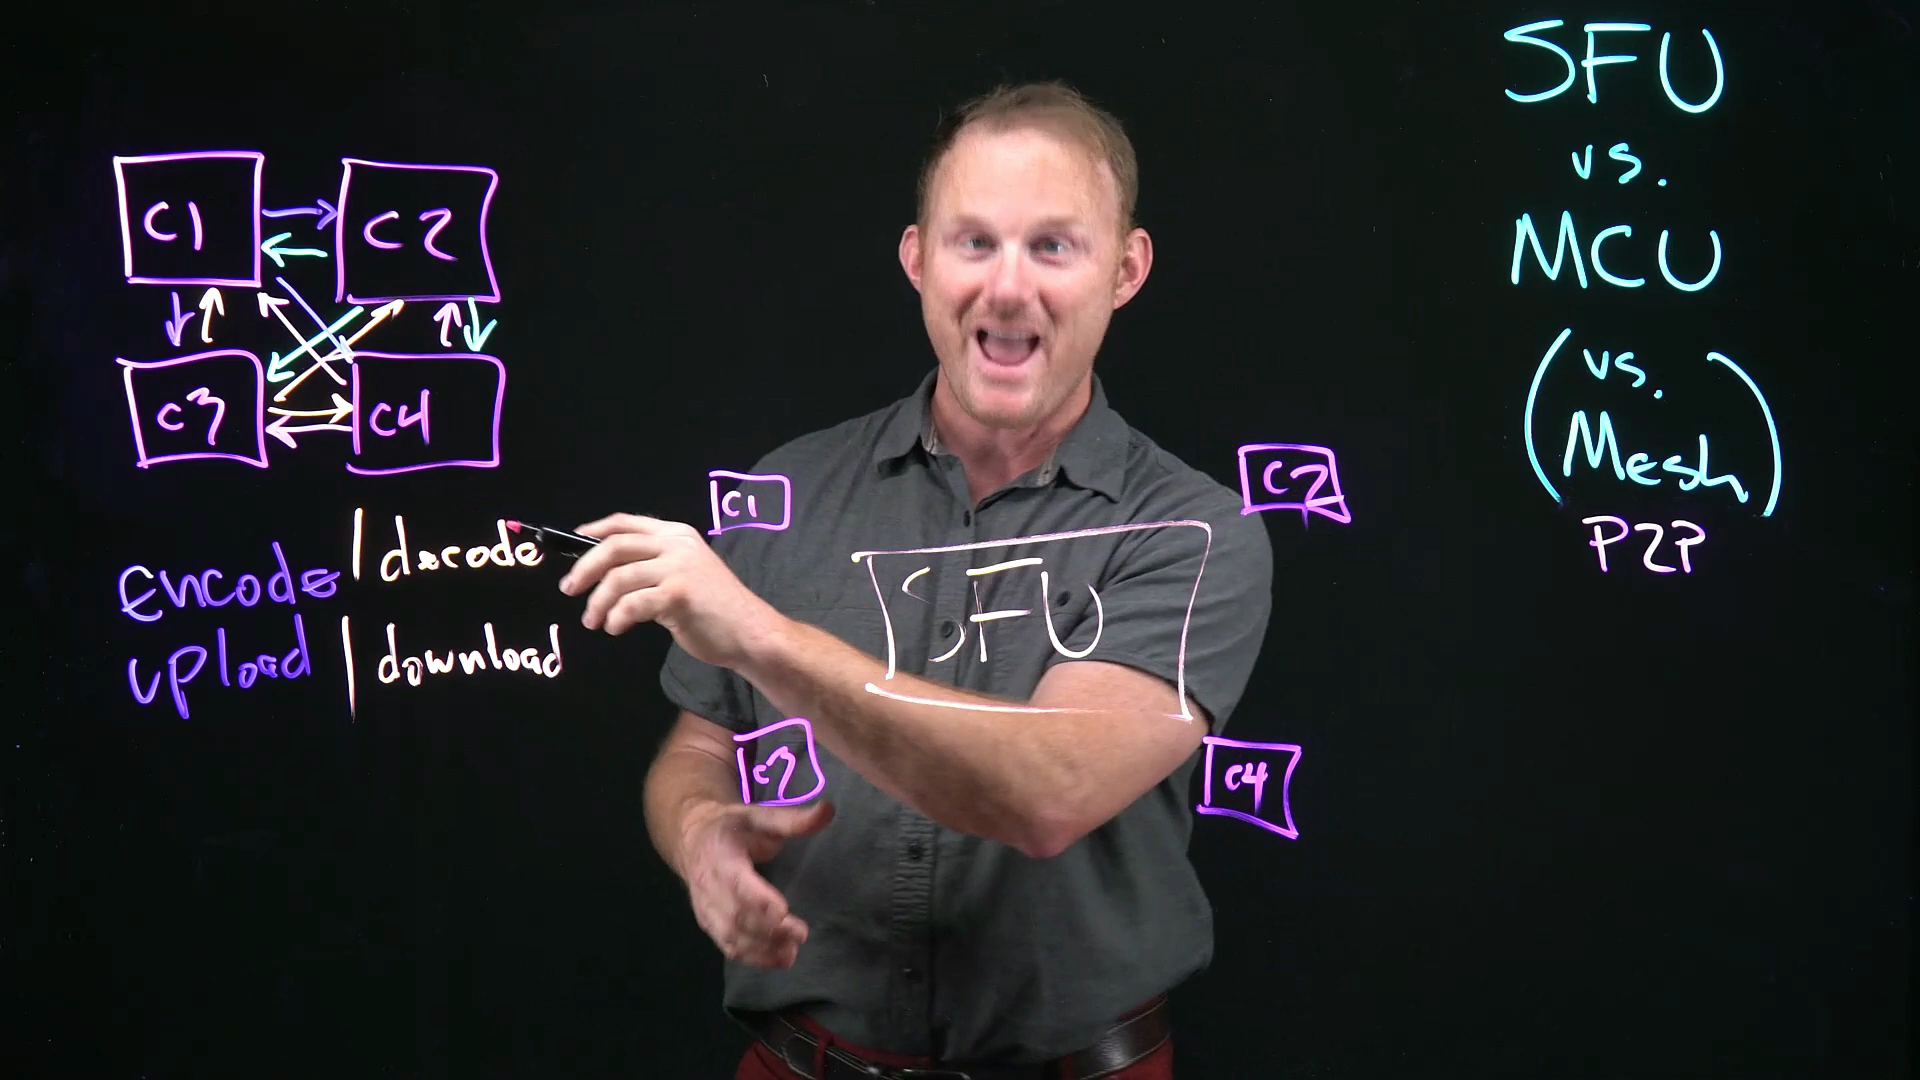 C1 C2
C3 C4
encode / decode
upload / download
C1 C2
SFU
C3 C4
SFU
vs.
MCU
(vs.
Mesh)
P2P